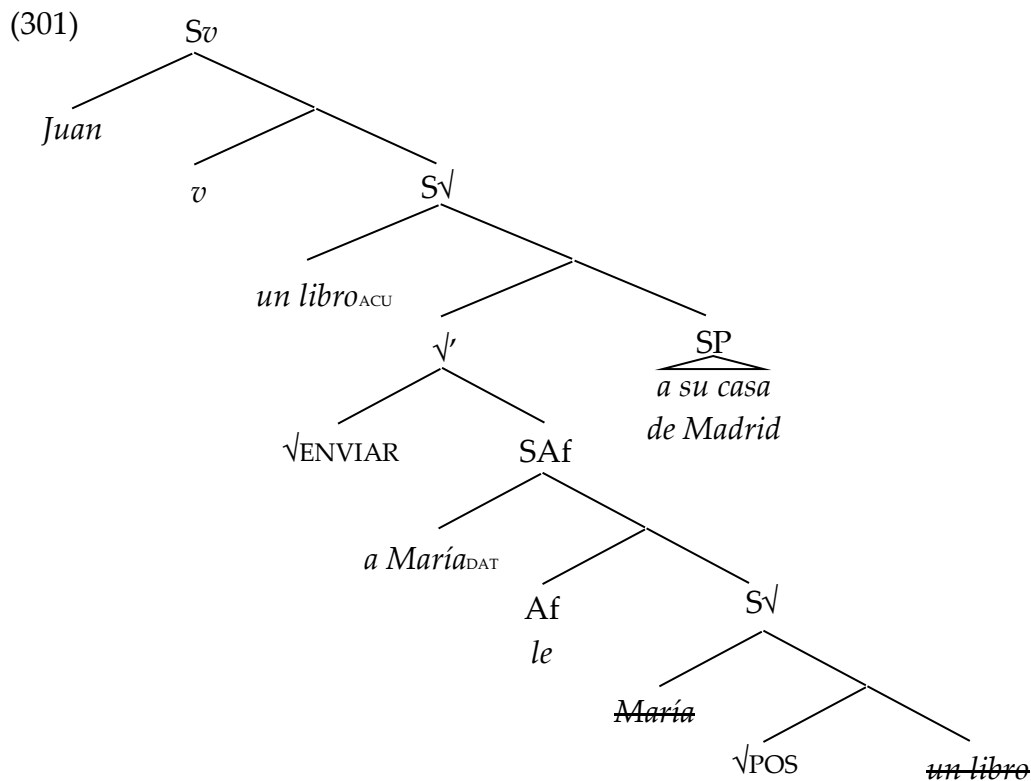 (301)
Sv
Juan
v
S√
un libroACU
√’
SP
a su casa
de Madrid
√ENVIAR
SAf
a MaríaDAT
Af
le
S√
María
√POS
un libro